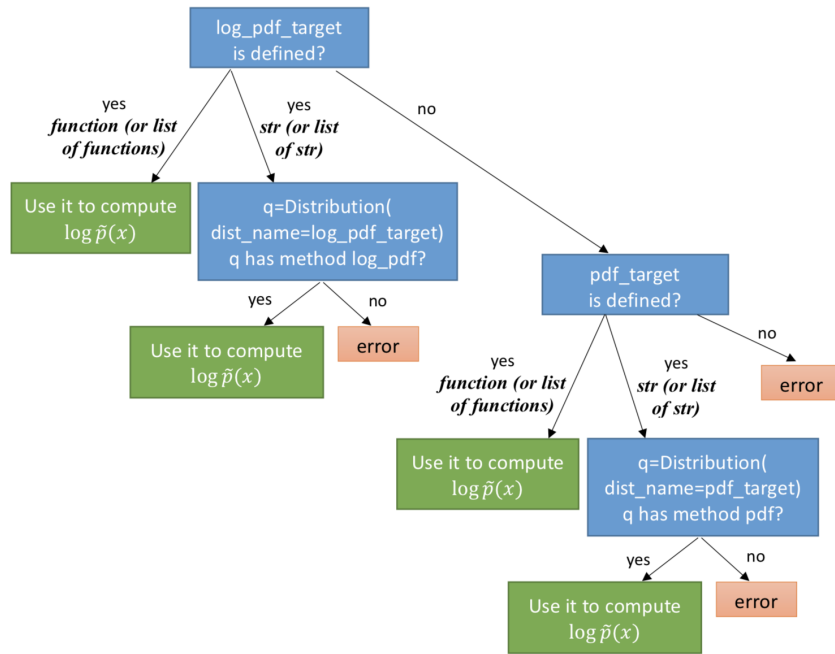 log_pdf_target
is defined?
yes
function (or list
of functions)
yes
str (or list
of str)
no
Use it to compute
log p̃(x)
q=Distribution(
dist_name=log_pdf_target)
q has method log_pdf?
pdf_target
is defined?
yes
no
Use it to compute
log p̃(x)
error
yes
function (or list
of functions)
yes
str (or list
of str)
no
error
Use it to compute
log p̃(x)
q=Distribution(
dist_name=pdf_target)
q has method pdf?
yes
no
Use it to compute
log p̃(x)
error